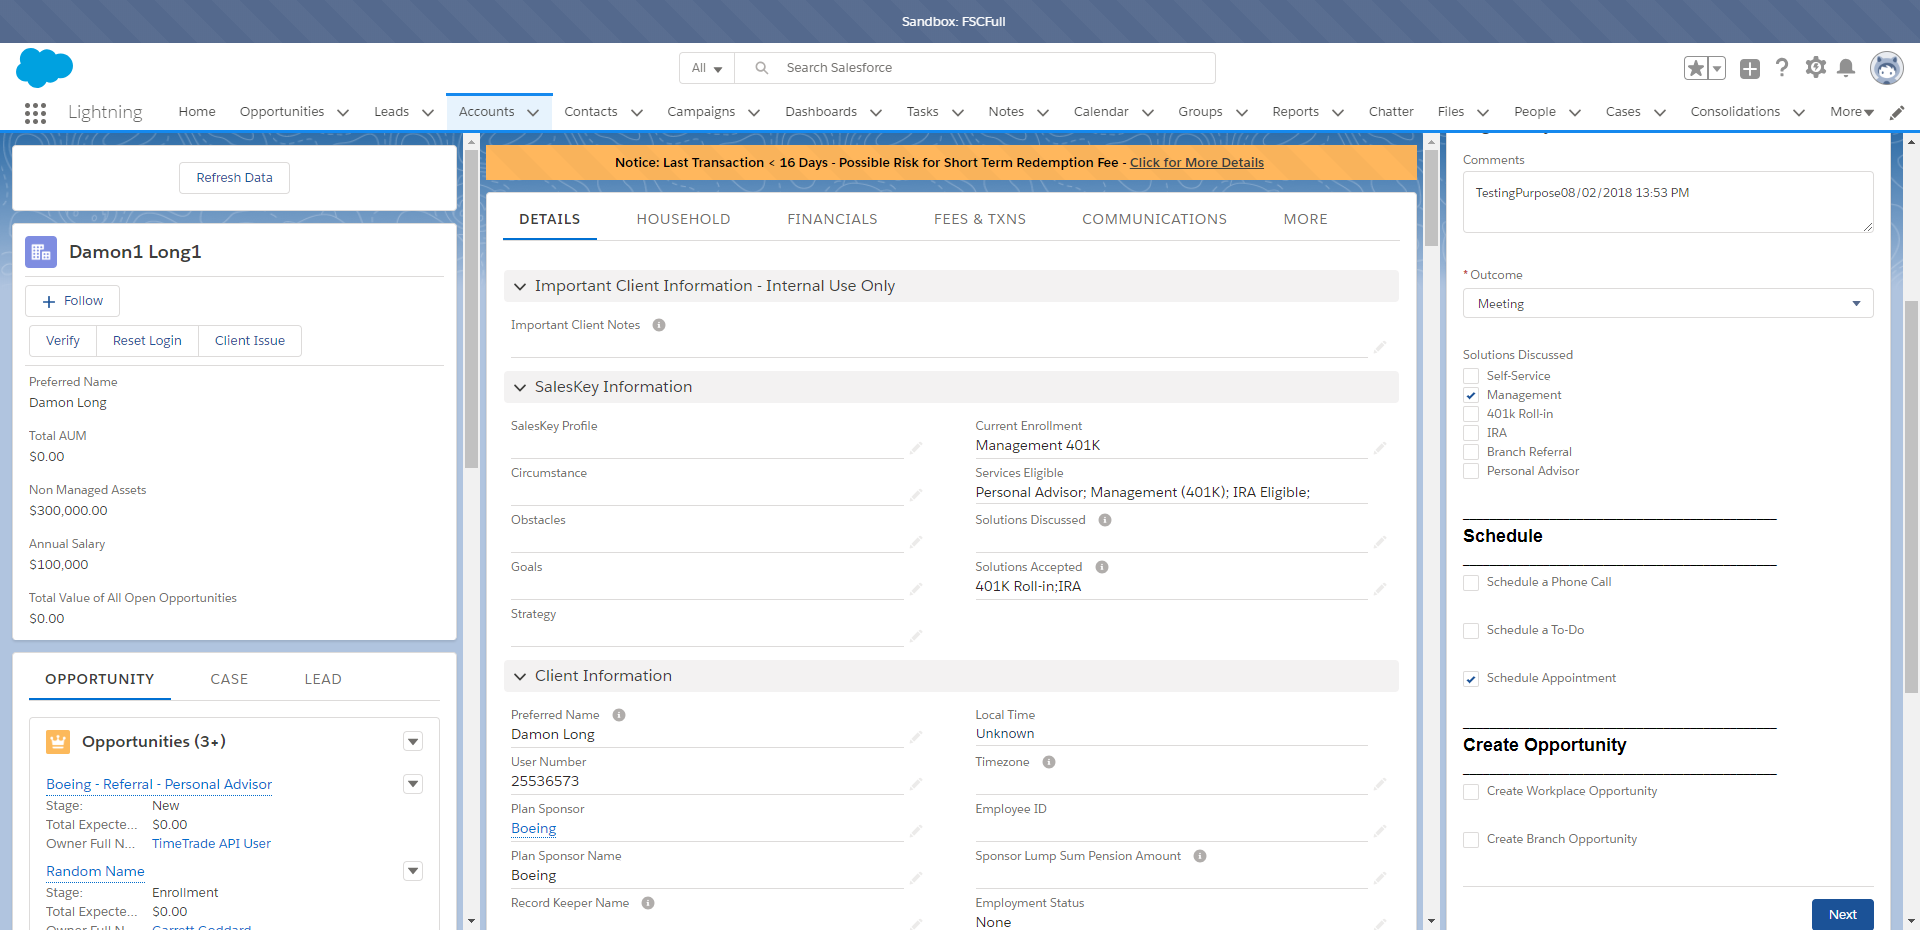 Sandbox: FSCFull
All
Search Salesforce
Lightning
Home
Opportunities
Leads
Accounts
Contacts
Campaigns
Dashboards
Tasks
Notes
Calendar
Groups
Reports
Chatter
Files
People
Cases
Consolidations
More
Refresh Data
Damon1 Long1
Follow
Verify
Reset Login
Client Issue
Preferred Name
Damon Long
Total AUM
$0.00
Non Managed Assets
$300,000.00
Annual Salary
$100,000
Total Value of All Open Opportunities
$0.00
OPPORTUNITY
CASE
LEAD
Opportunities (3+)
Boeing - Referral - Personal Advisor
Stage: New
Total Expecte... $0.00
Owner Full N... TimeTrade API User
Random Name
Stage: Enrollment
Total Expecte... $0.00
Owner Full N... Garrett Goddard
Notice: Last Transaction < 16 Days - Possible Risk for Short Term Redemption Fee - Click for More Details
DETAILS
HOUSEHOLD
FINANCIALS
FEES & TXNS
COMMUNICATIONS
MORE
Important Client Information - Internal Use Only
Important Client Notes
SalesKey Information
SalesKey Profile
Circumstance
Obstacles
Goals
Strategy
Current Enrollment
Management 401K
Services Eligible
Personal Advisor; Management (401K); IRA Eligible;
Solutions Discussed
Solutions Accepted
401K Roll-in;IRA
Client Information
Preferred Name
Damon Long
User Number
25536573
Plan Sponsor
Boeing
Plan Sponsor Name
Boeing
Record Keeper Name
Local Time
Unknown
Timezone
Employee ID
Sponsor Lump Sum Pension Amount
Employment Status
None
Comments
TestingPurpose08/02/2018 13:53 PM
* Outcome
Meeting
Solutions Discussed
Self-Service
Management
401k Roll-in
IRA
Branch Referral
Personal Advisor
Schedule
Schedule a Phone Call
Schedule a To-Do
Schedule Appointment
Create Opportunity
Create Workplace Opportunity
Create Branch Opportunity
Next